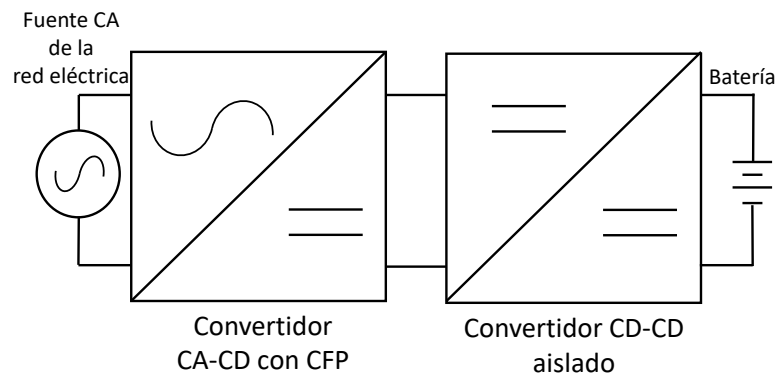 Fuente CA
de la
red eléctrica
Batería
Convertidor
CA-CD con CFP
Convertidor CD-CD
aislado